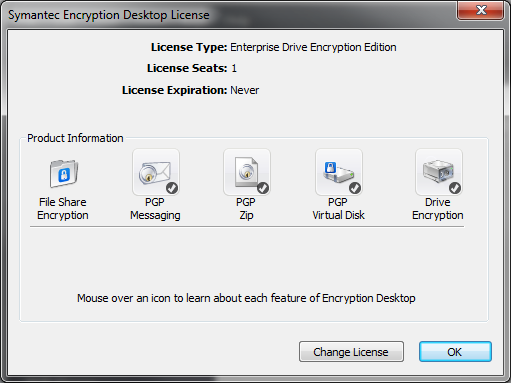 Symantec Encryption Desktop License
License Type: Enterprise Drive Encryption Edition
License Seats: 1
License Expiration: Never
Product Information
File Share
Encryption
PGP
Messaging
PGP
Zip
PGP
Virtual Disk
Drive
Encryption
Mouse over an icon to learn about each feature of Encryption Desktop
Change License
OK